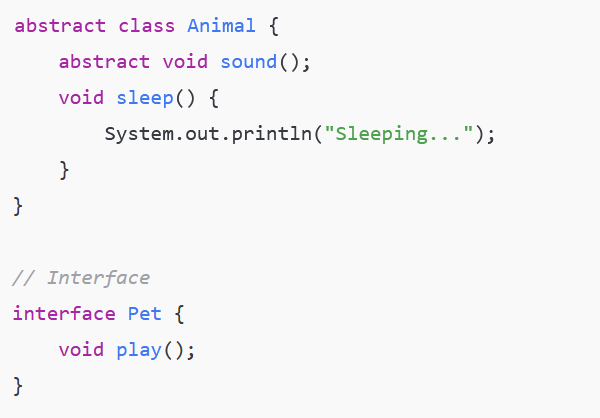 abstract class Animal {
    abstract void sound();
    void sleep() {
        System.out.println("Sleeping...");
    }
}

// Interface
interface Pet {
    void play();
}